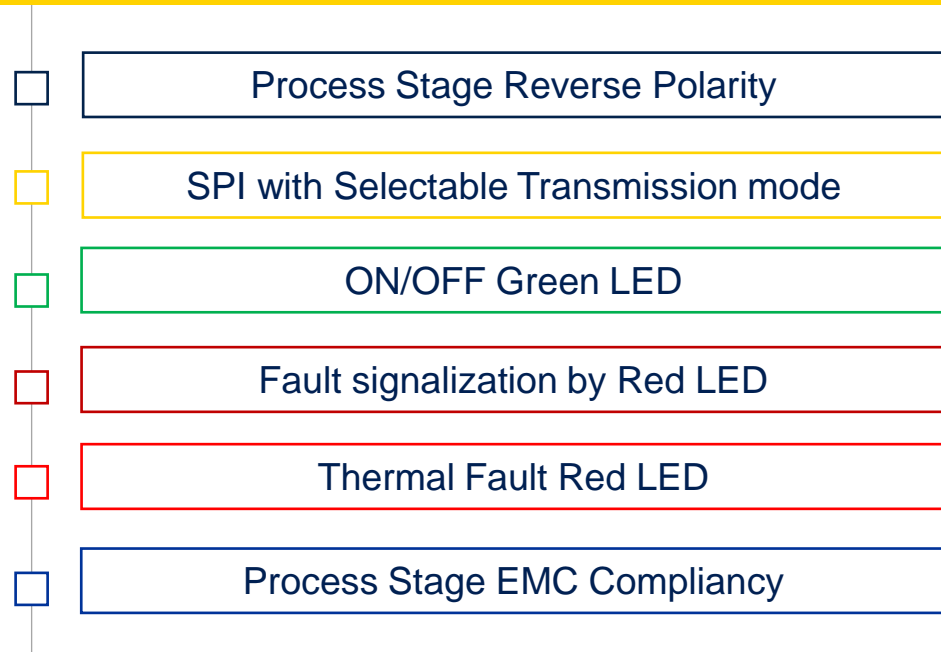 Process Stage Reverse Polarity
SPI with Selectable Transmission mode
ON/OFF Green LED
Fault signalization by Red LED
Thermal Fault Red LED
Process Stage EMC Compliancy